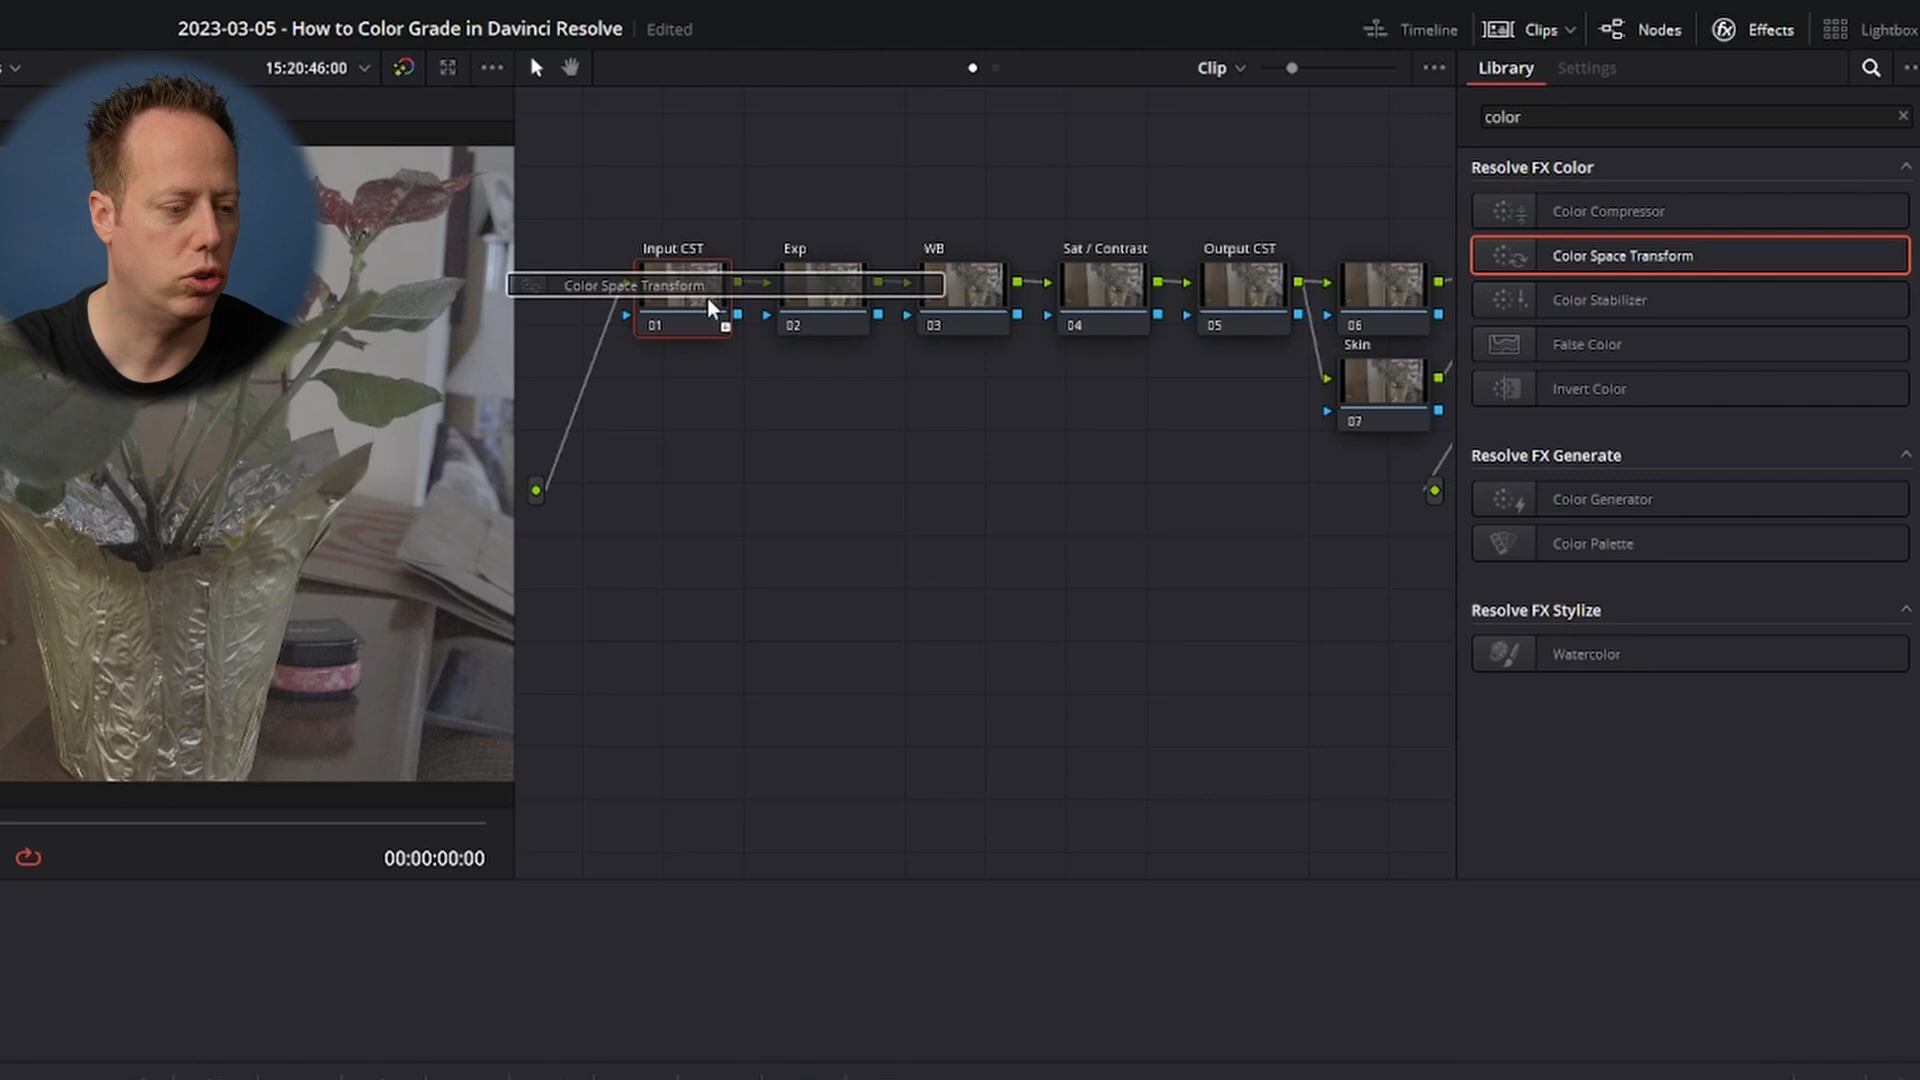 2023-03-05 - How to Color Grade in Davinci Resolve
Edited
Timeline
Clips
Nodes
Effects
Lightbox
15:20:46:00
Clip
Library
Settings
color
Resolve FX Color
Color Compressor
Color Space Transform
Color Stabilizer
False Color
Invert Color
Resolve FX Generate
Color Generator
Color Palette
Resolve FX Stylize
Watercolor
Input CST
Exp
WB
Sat / Contrast
Output CST
Color Space Transform
01
02
03
04
05
06
Skin
07
00:00:00:00